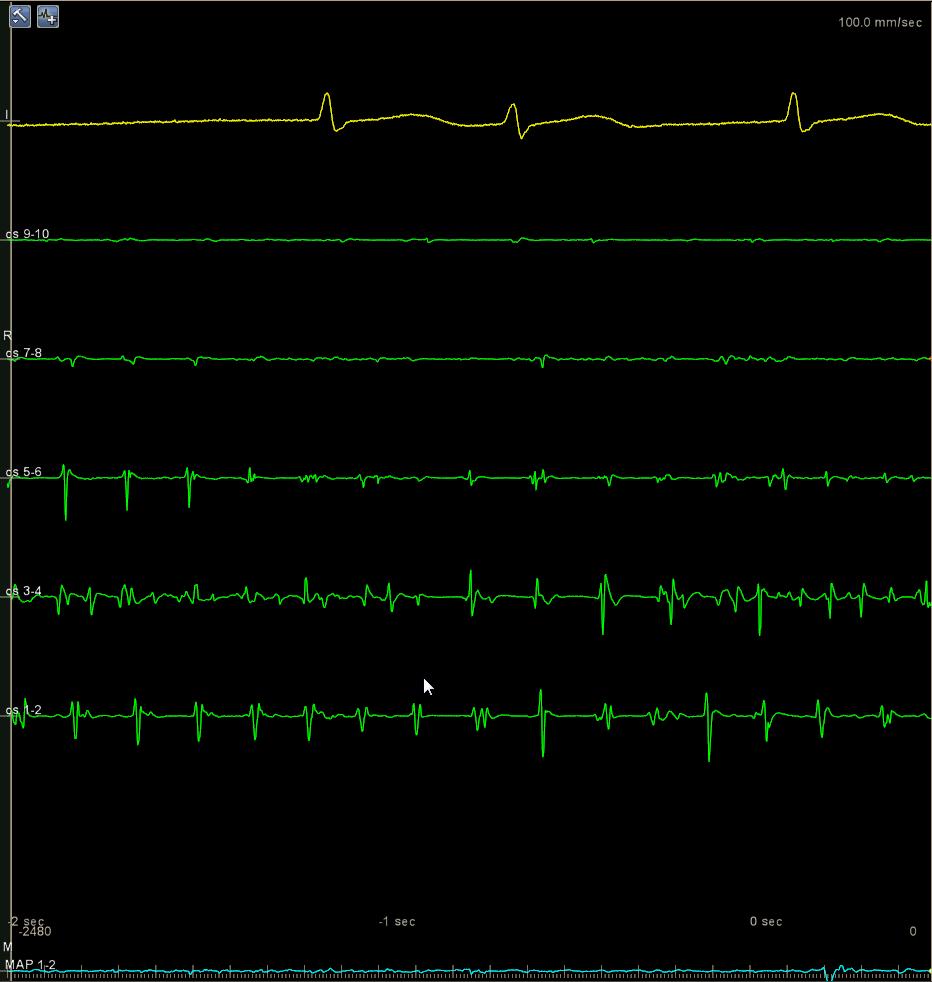 100.0 mm/sec
I
cs 9-10
R
cs 7-8
cs 5-6
cs 3-4
cs 1-2
-2 sec
-1 sec
0 sec
-2480
0
M
MAP 1-2